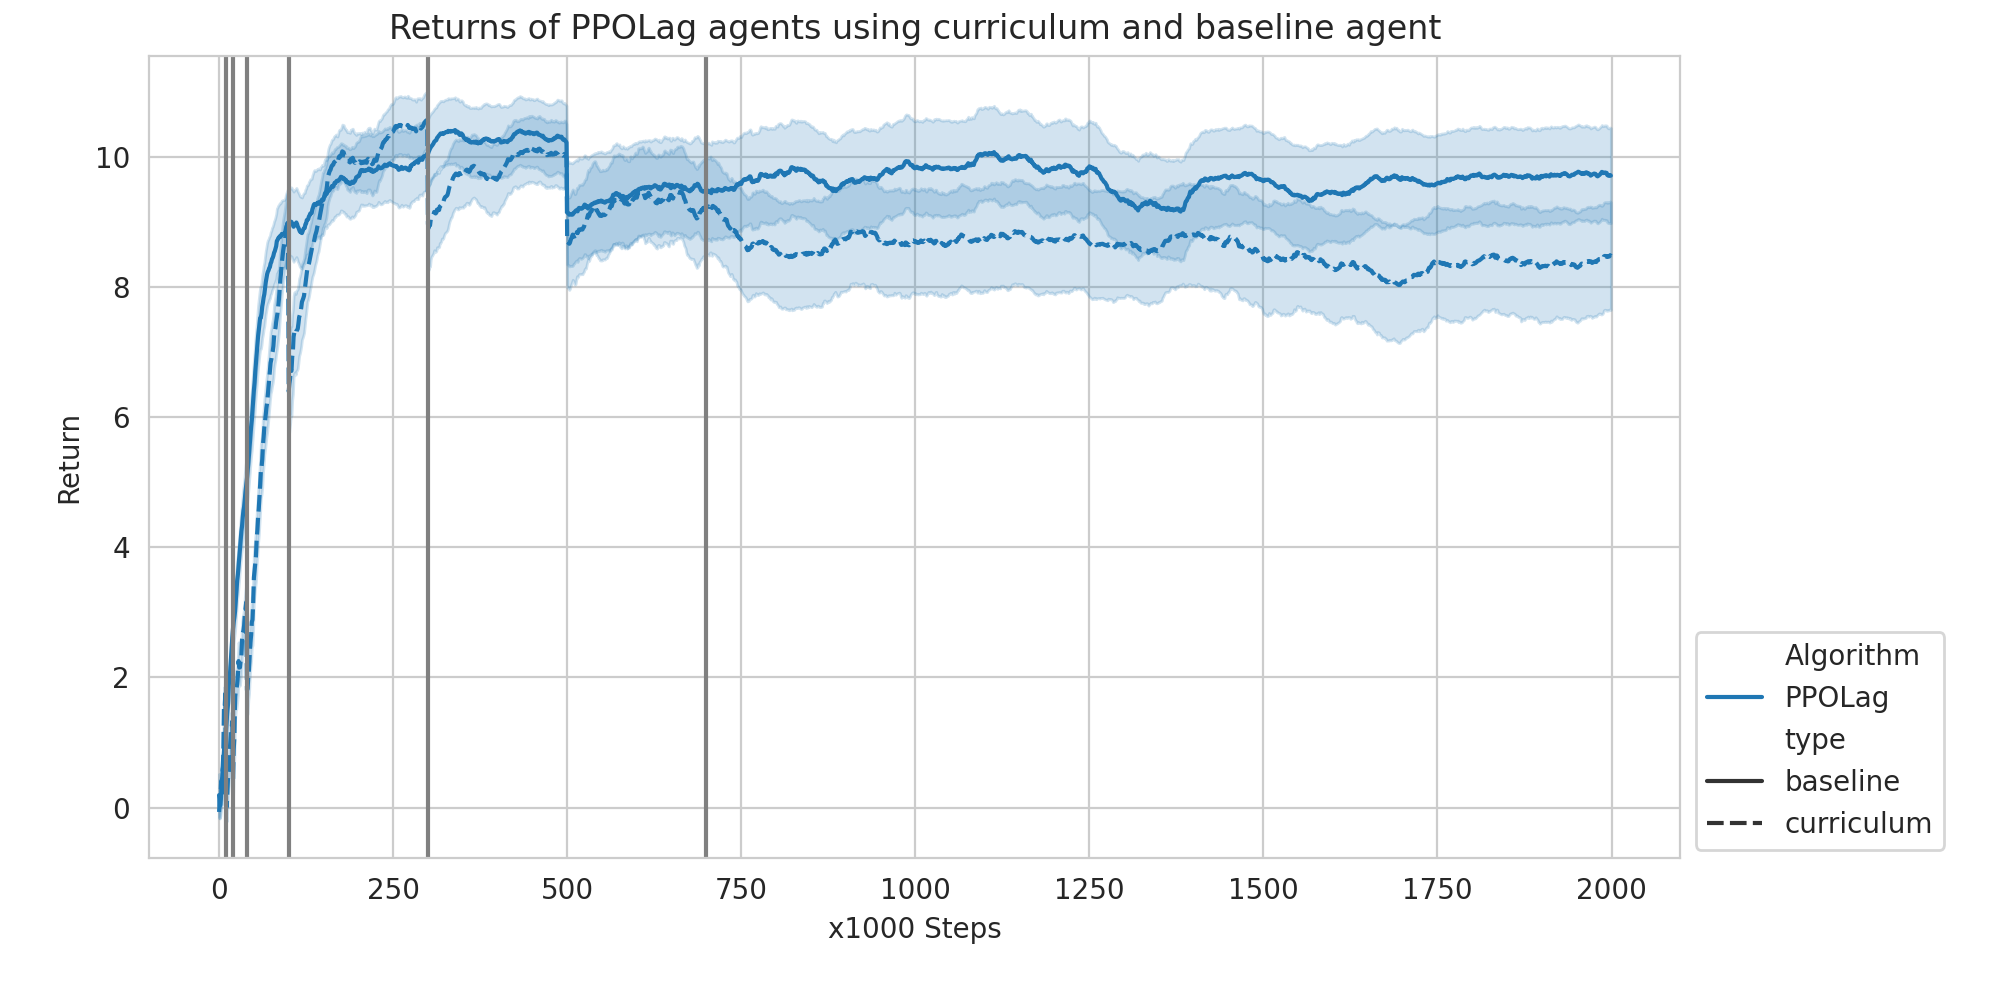 Returns of PPOLag agents using curriculum and baseline agent
10
8
6
4
2
0
Return
0 250 500 750 1000 1250 1500 1750 2000
x1000 Steps
Algorithm
PPOLag
type
baseline
curriculum